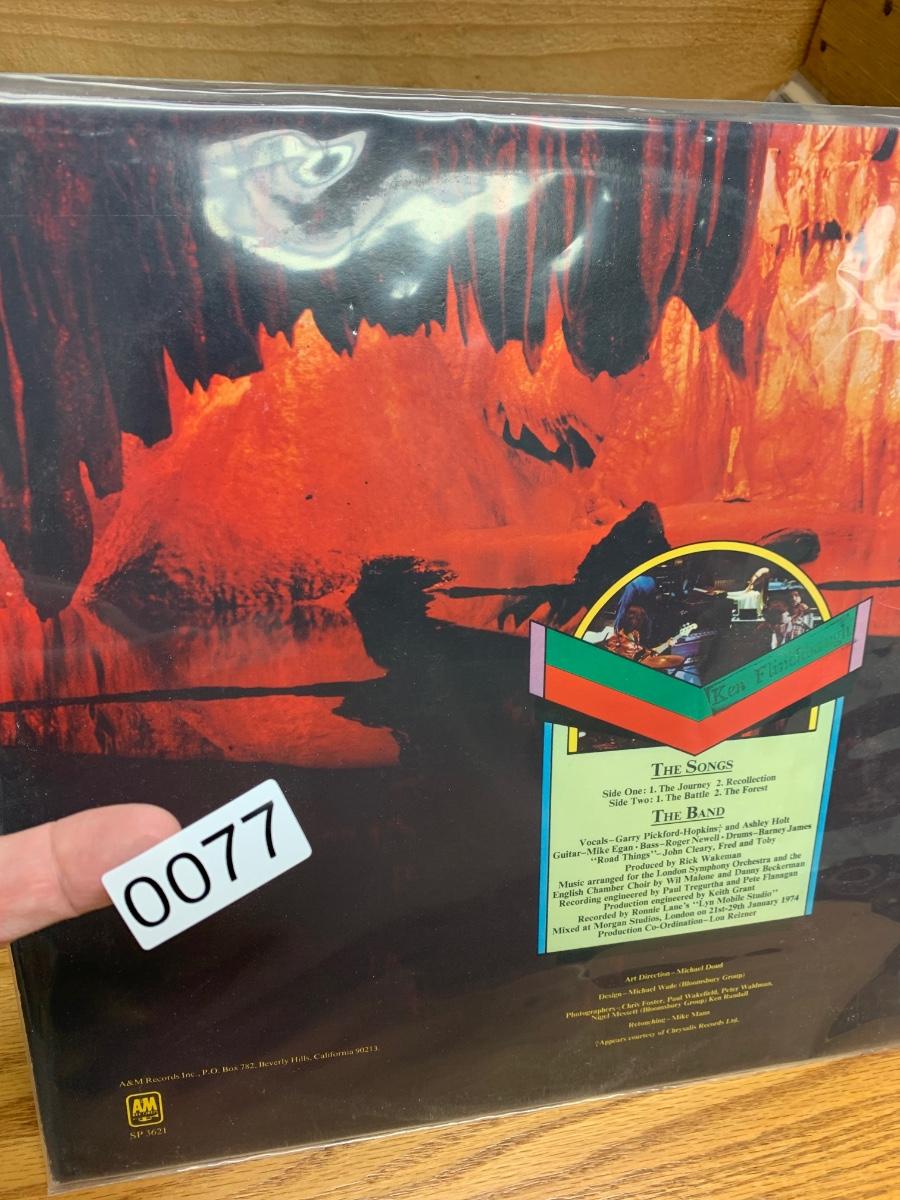 Ken Flinchbaugh
THE SONGS
Side One: 1. The Journey 2. Recollection
Side Two: 1. The Battle 2. The Forest
THE BAND
Vocals–Garry Pickford-Hopkins† and Ashley Holt
Guitar–Mike Egan · Bass–Roger Newell · Drums–Barney James
"Road Things"–John Cleary, Fred and Toby
Produced by Rick Wakeman
Music arranged for the London Symphony Orchestra and the
English Chamber Choir by Wil Malone and Danny Beckerman
Recording engineered by Paul Tregurtha and Pete Flanagan
Production engineered by Keith Grant
Recorded by Ronnie Lane's "Lyn Mobile Studio"
Mixed at Morgan Studios, London on 21st-29th January 1974
Production Co-Ordination–Lou Reizner
0077
Art Direction–Michael Doud
Design–Michael Wade (Bloomsbury Group)
Photographers–Chris Foster, Paul Wakefield, Peter Waldman,
Nigel Messett (Bloomsbury Group) Ken Randall
Retouching–Mike Mann
†Appears courtesy of Chrysalis Records Ltd.
A&M Records Inc., P.O. Box 782, Beverly Hills, California 90213.
AM
RECORDS
SP 3621